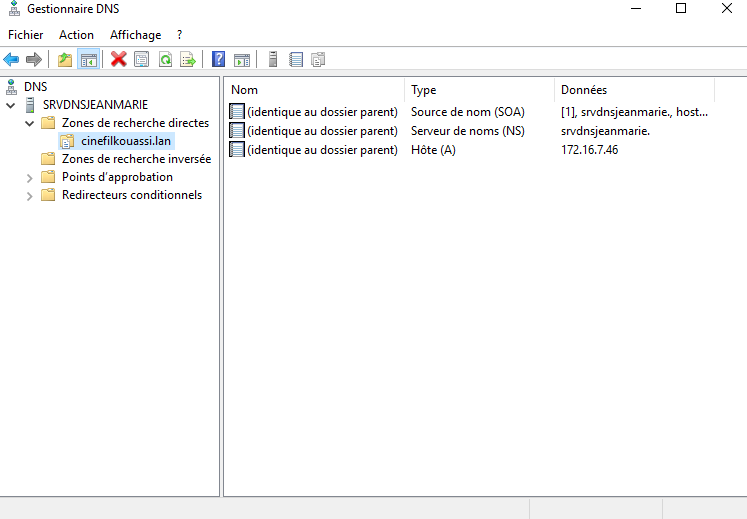 Gestionnaire DNS
Fichier Action Affichage ?
DNS
SRVDNSJEANMARIE
Zones de recherche directes
cinefilkouassi.lan
Zones de recherche inversée
Points d'approbation
Redirecteurs conditionnels
Nom Type Données
(identique au dossier parent) Source de nom (SOA) [1], srvdnsjeanmarie., host...
(identique au dossier parent) Serveur de noms (NS) srvdnsjeanmarie.
(identique au dossier parent) Hôte (A) 172.16.7.46